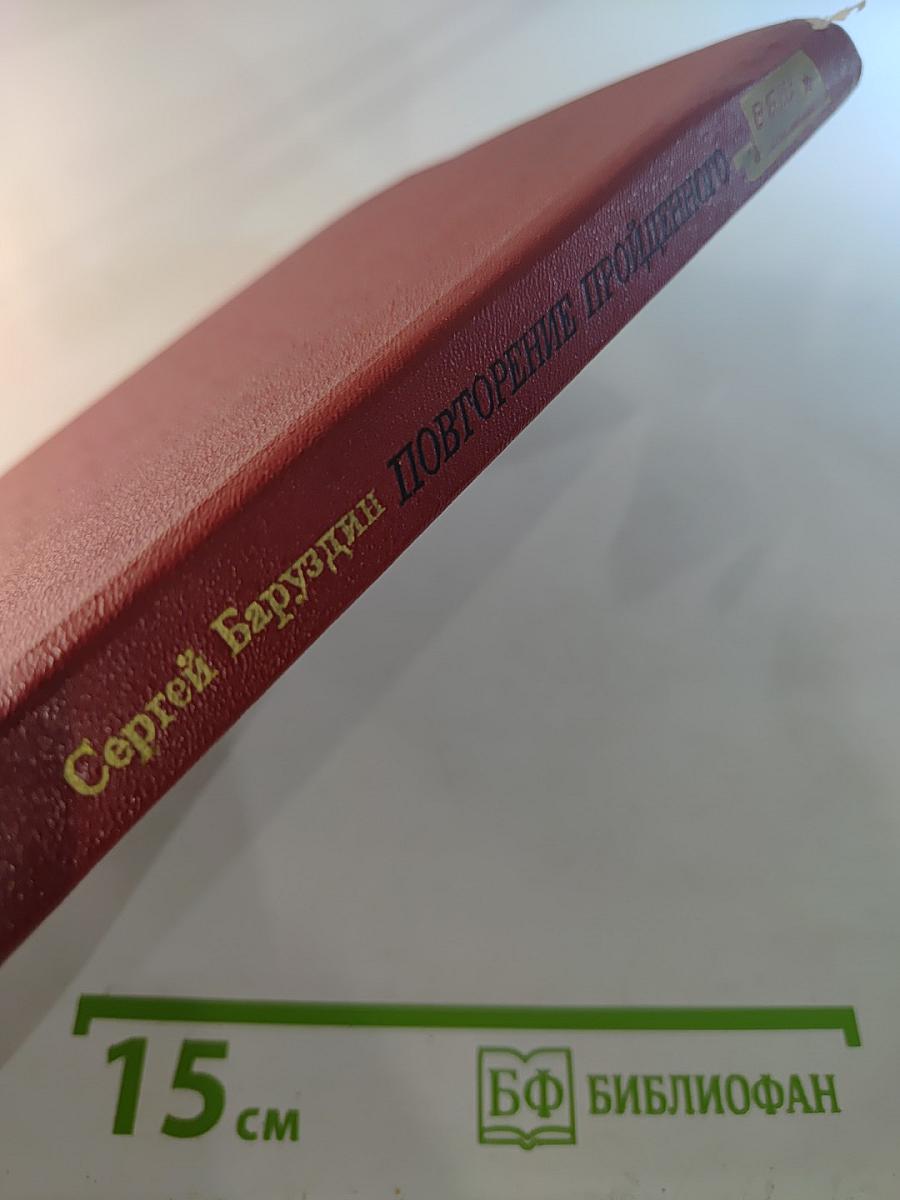 Сергей Баруздин ПОВТОРЕНИЕ ПРОЙДЕННОГО
15 см
БФ БИБЛИОФАН